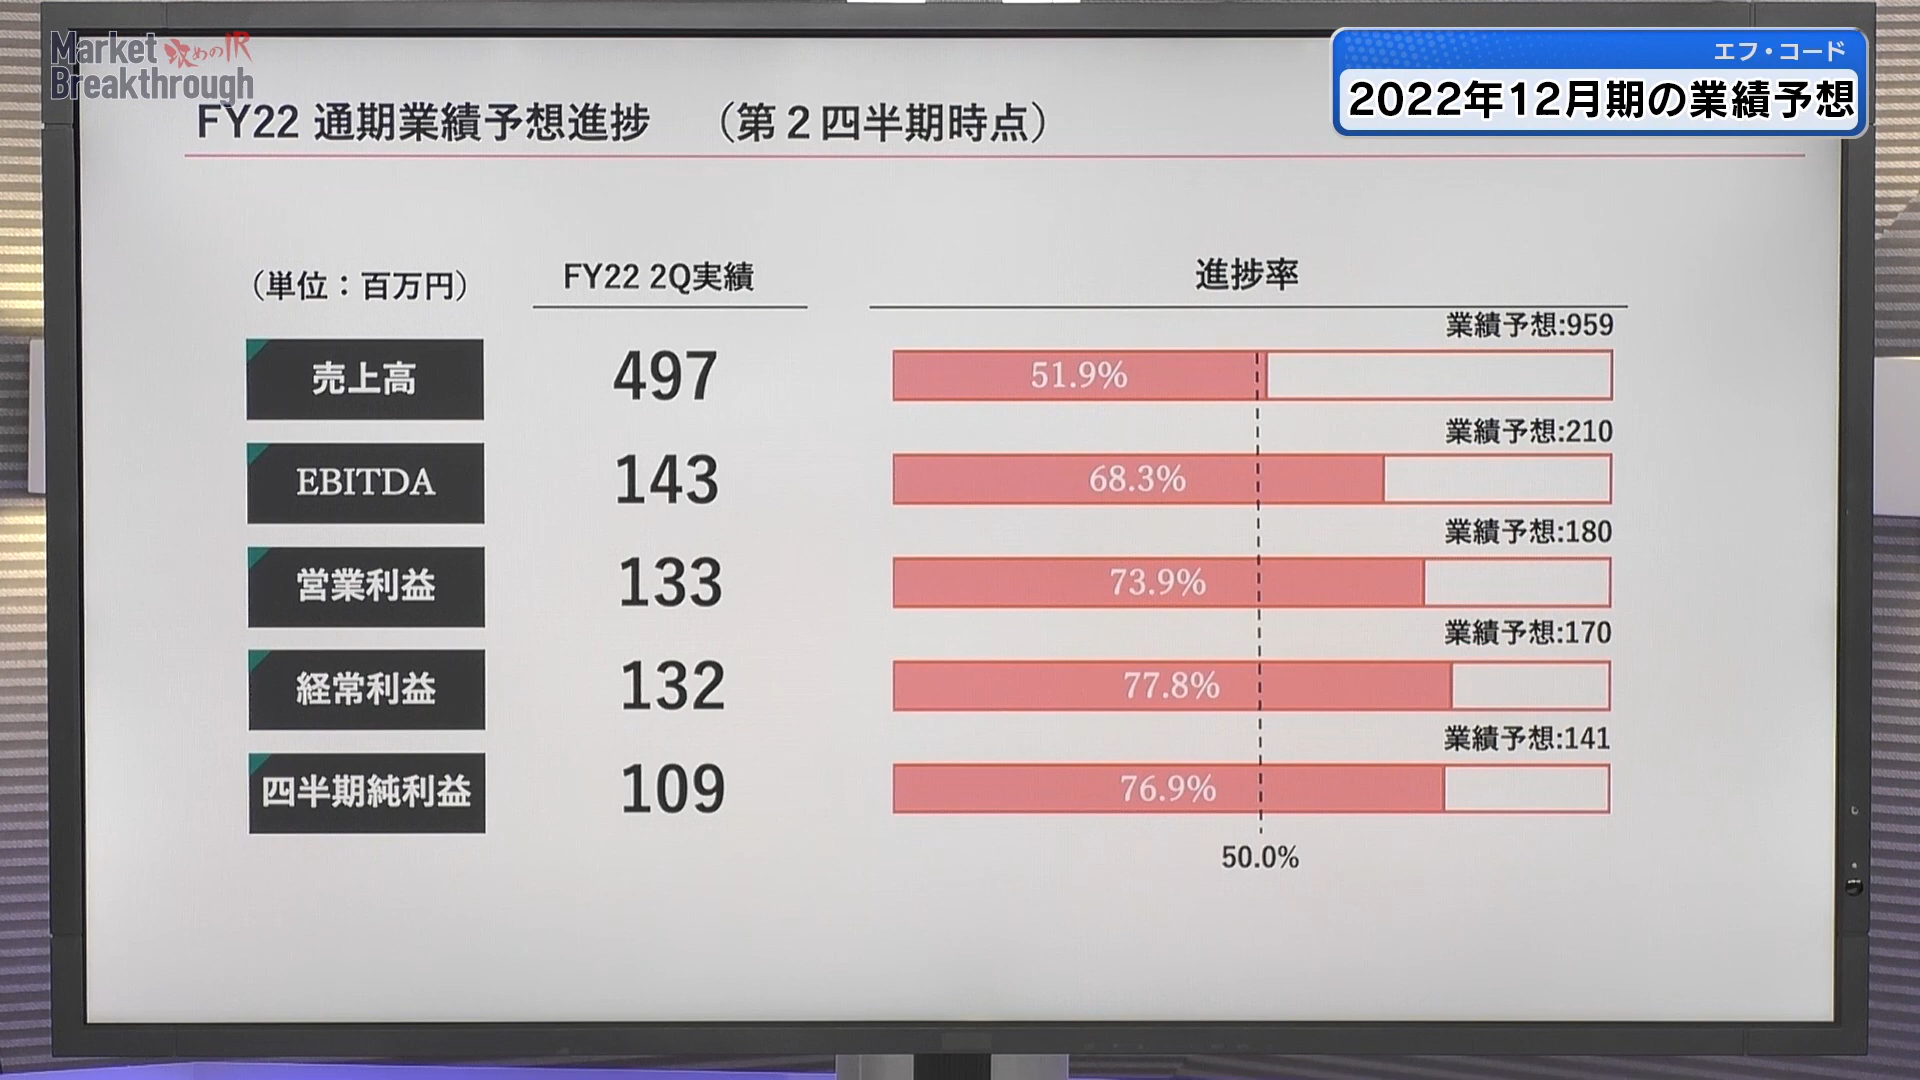 Market 攻めのIR
Breakthrough
エフ・コード
2022年12月期の業績予想
FY22 通期業績予想進捗 （第２四半期時点）
（単位：百万円）
FY22 2Q実績
進捗率
売上高
497
業績予想:959
51.9%
EBITDA
143
業績予想:210
68.3%
営業利益
133
業績予想:180
73.9%
経常利益
132
業績予想:170
77.8%
四半期純利益
109
業績予想:141
76.9%
50.0%